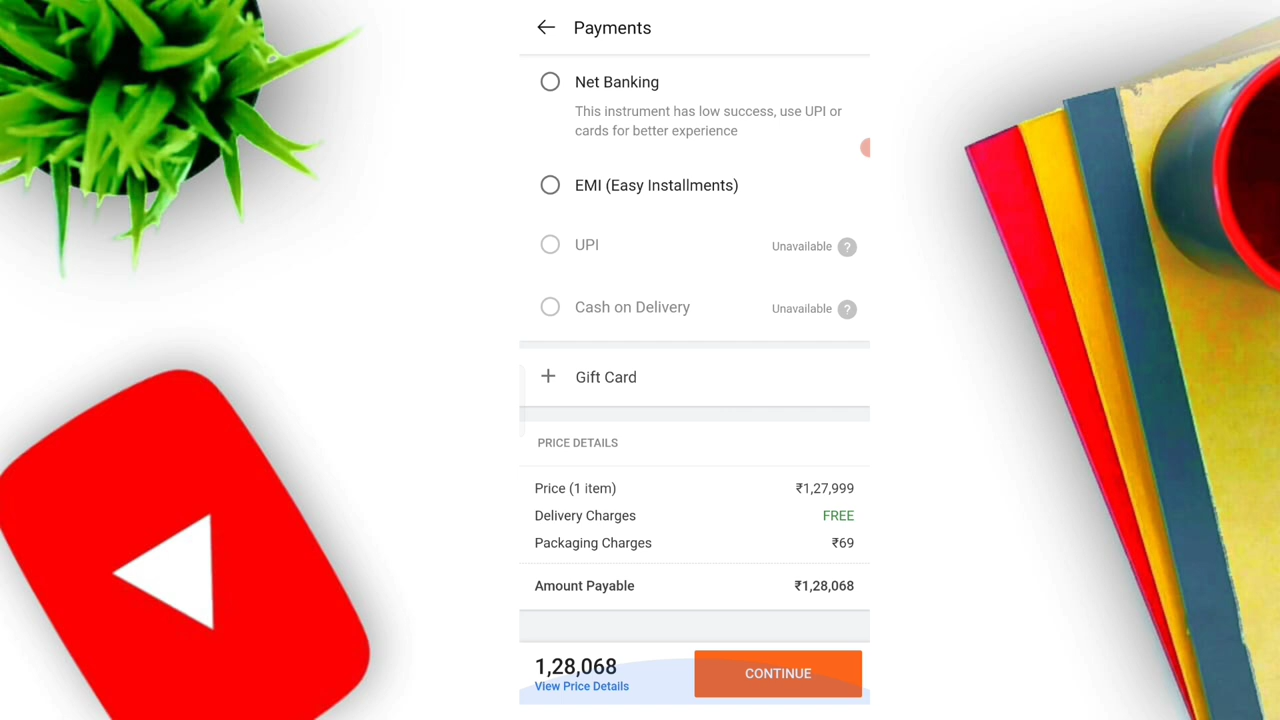 Payments
Net Banking
This instrument has low success, use UPI or
cards for better experience
EMI (Easy Installments)
UPI Unavailable ?
Cash on Delivery Unavailable ?
+ Gift Card
PRICE DETAILS
Price (1 item) ₹1,27,999
Delivery Charges FREE
Packaging Charges ₹69
Amount Payable ₹1,28,068
1,28,068
View Price Details
CONTINUE